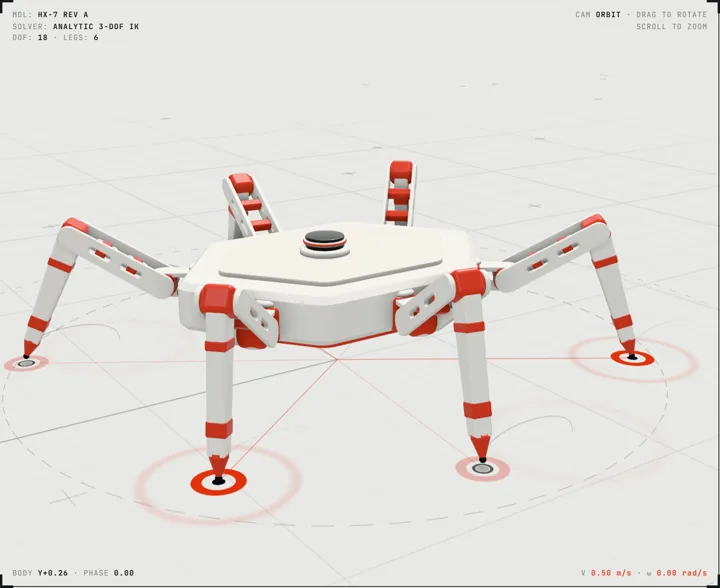 MDL: HX-7 REV A
SOLVER: ANALYTIC 3-DOF IK
DOF: 18 · LEGS: 6
CAM ORBIT · DRAG TO ROTATE
SCROLL TO ZOOM
BODY Y+0.26 · PHASE 0.00
V 0.50 m/s · ω 0.00 rad/s